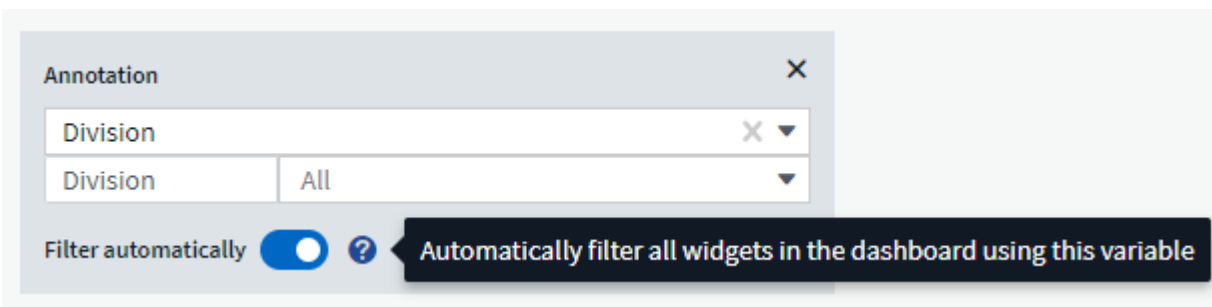 Annotation
Division
Division All
Filter automatically Automatically filter all widgets in the dashboard using this variable